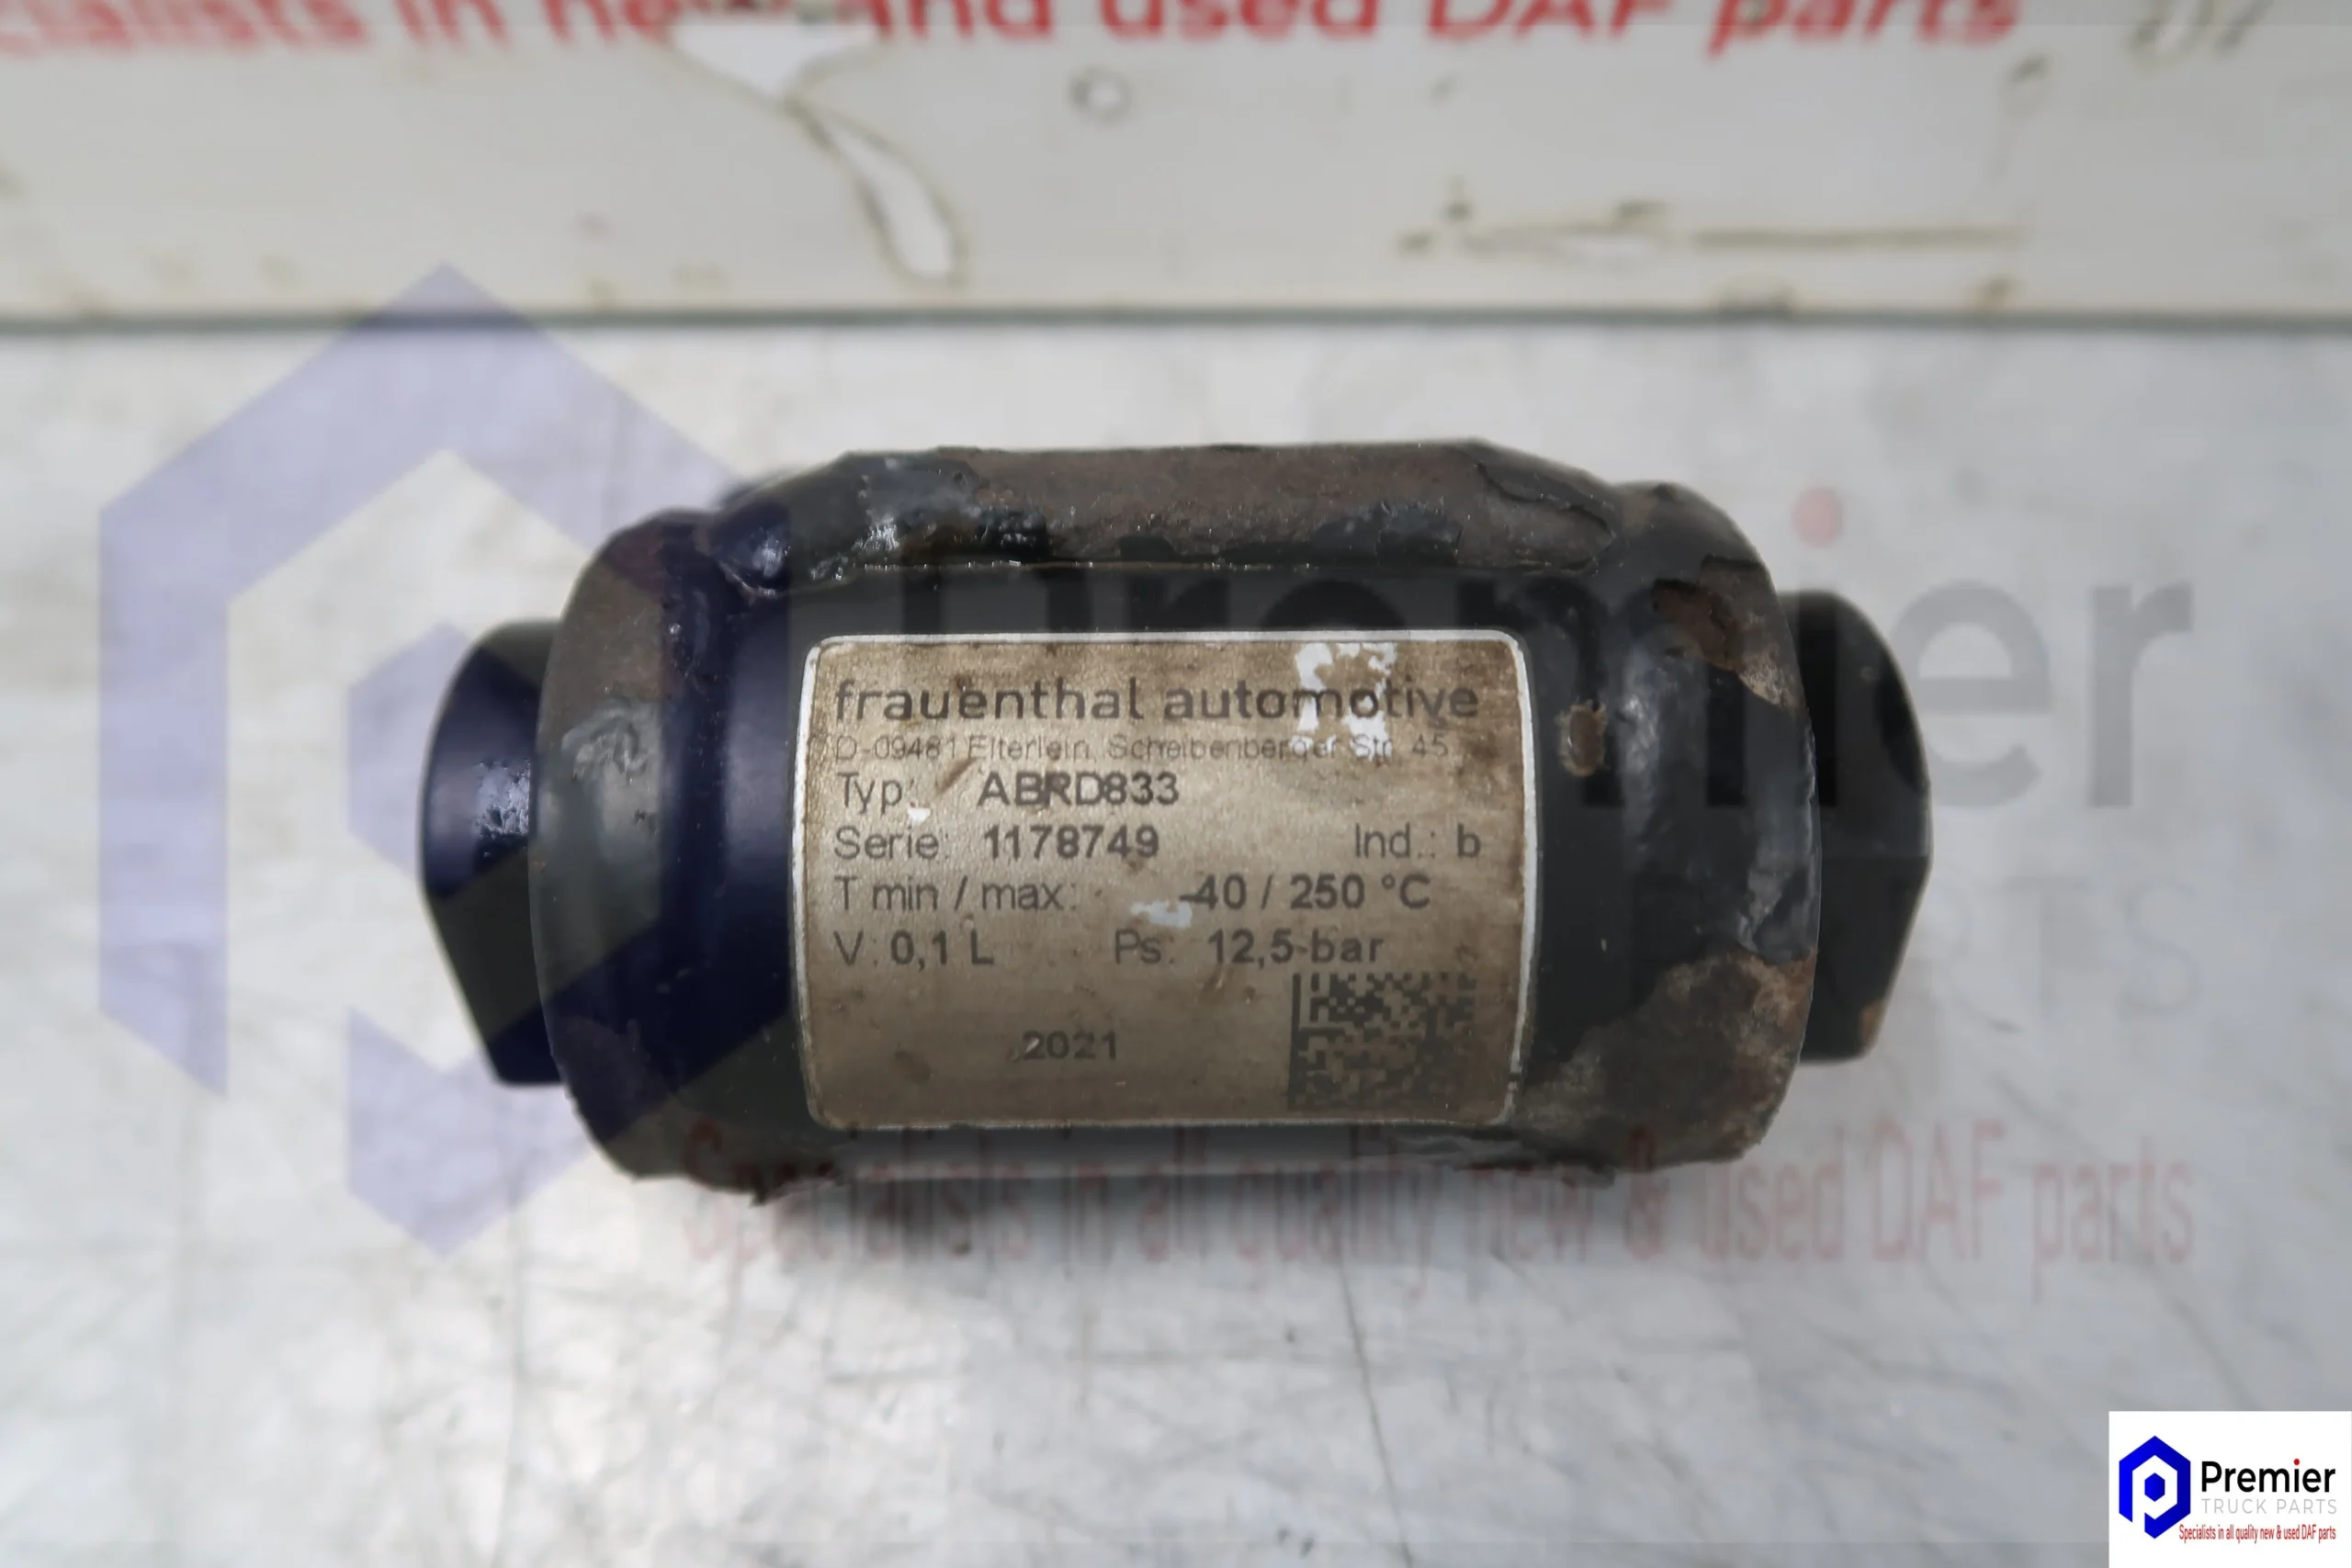 cialists in new and used DAF parts
frauenthal automotive
D-09481 Elterlein, Scheibenberger Str. 45
Typ: ABRD833
Serie: 1178749 Ind.: b
T min / max: -40 / 250 °C
V: 0,1 L Ps: 12,5 bar
2021
premier
Specialists in all quality new & used DAF parts
Premier
TRUCK PARTS
Specialists in all quality new & used DAF parts